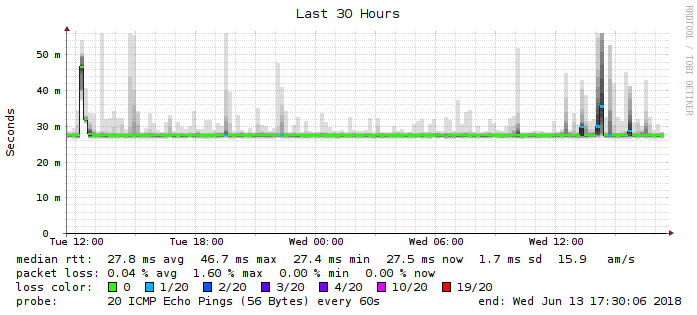 Last 30 Hours
RRDTOOL / TOBI OETIKER
Seconds
50 m
40 m
30 m
20 m
10 m
0
Tue 12:00 Tue 18:00 Wed 00:00 Wed 06:00 Wed 12:00
median rtt: 27.8 ms avg 46.7 ms max 27.4 ms min 27.5 ms now 1.7 ms sd 15.9 am/s
packet loss: 0.04 % avg 1.60 % max 0.00 % min 0.00 % now
loss color: 0 1/20 2/20 3/20 4/20 10/20 19/20
probe: 20 ICMP Echo Pings (56 Bytes) every 60s end: Wed Jun 13 17:30:06 2018